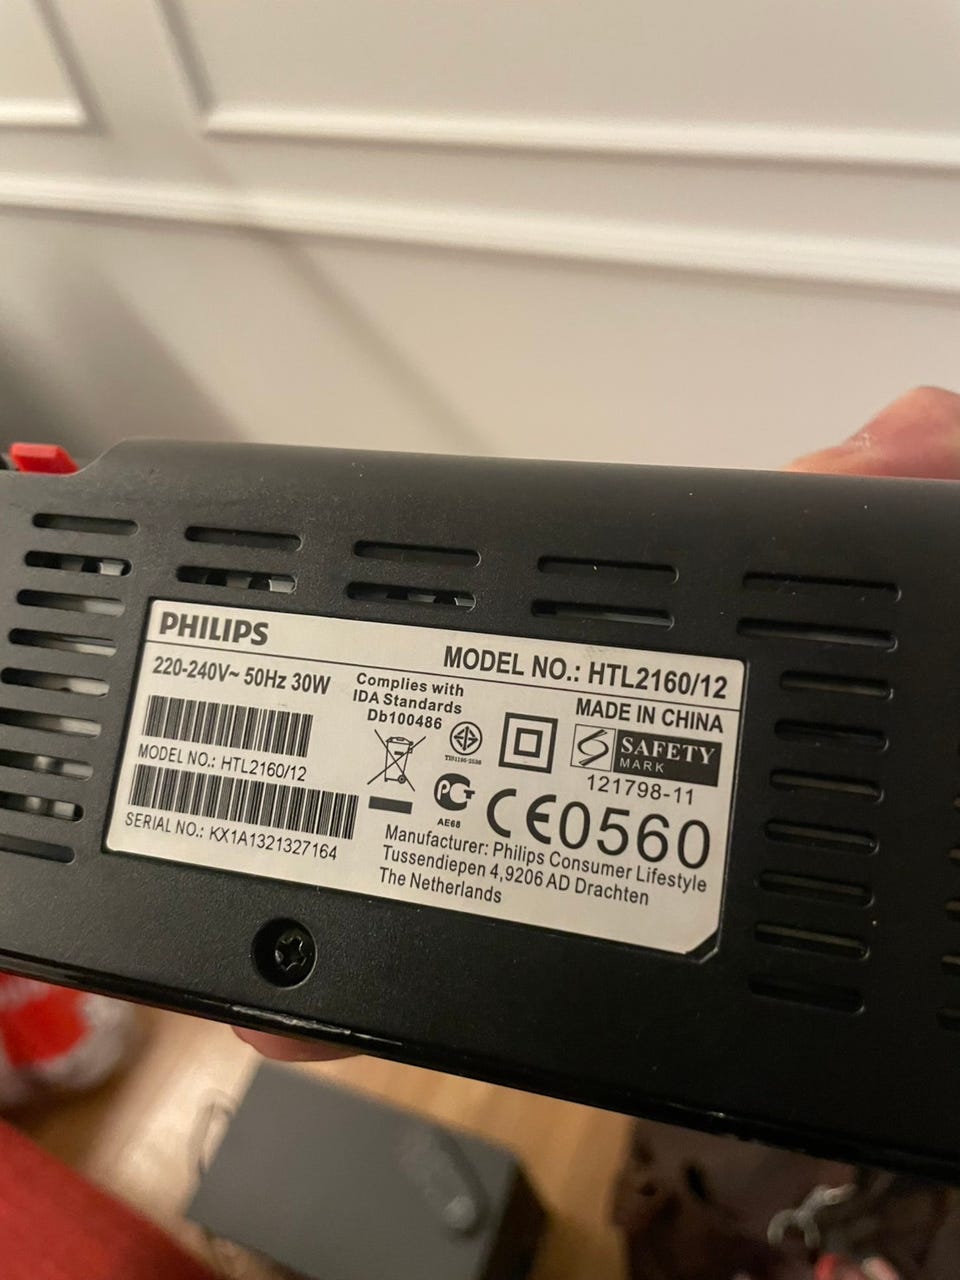 PHILIPS
MODEL NO.: HTL2160/12
220-240V~ 50Hz 30W
Complies with
IDA Standards
Db100486
MADE IN CHINA
SAFETY
MARK
121798-11
MODEL NO.: HTL2160/12
SERIAL NO.: KX1A1321327164
AE68
CE0560
Manufacturer: Philips Consumer Lifestyle
Tussendiepen 4,9206 AD Drachten
The Netherlands